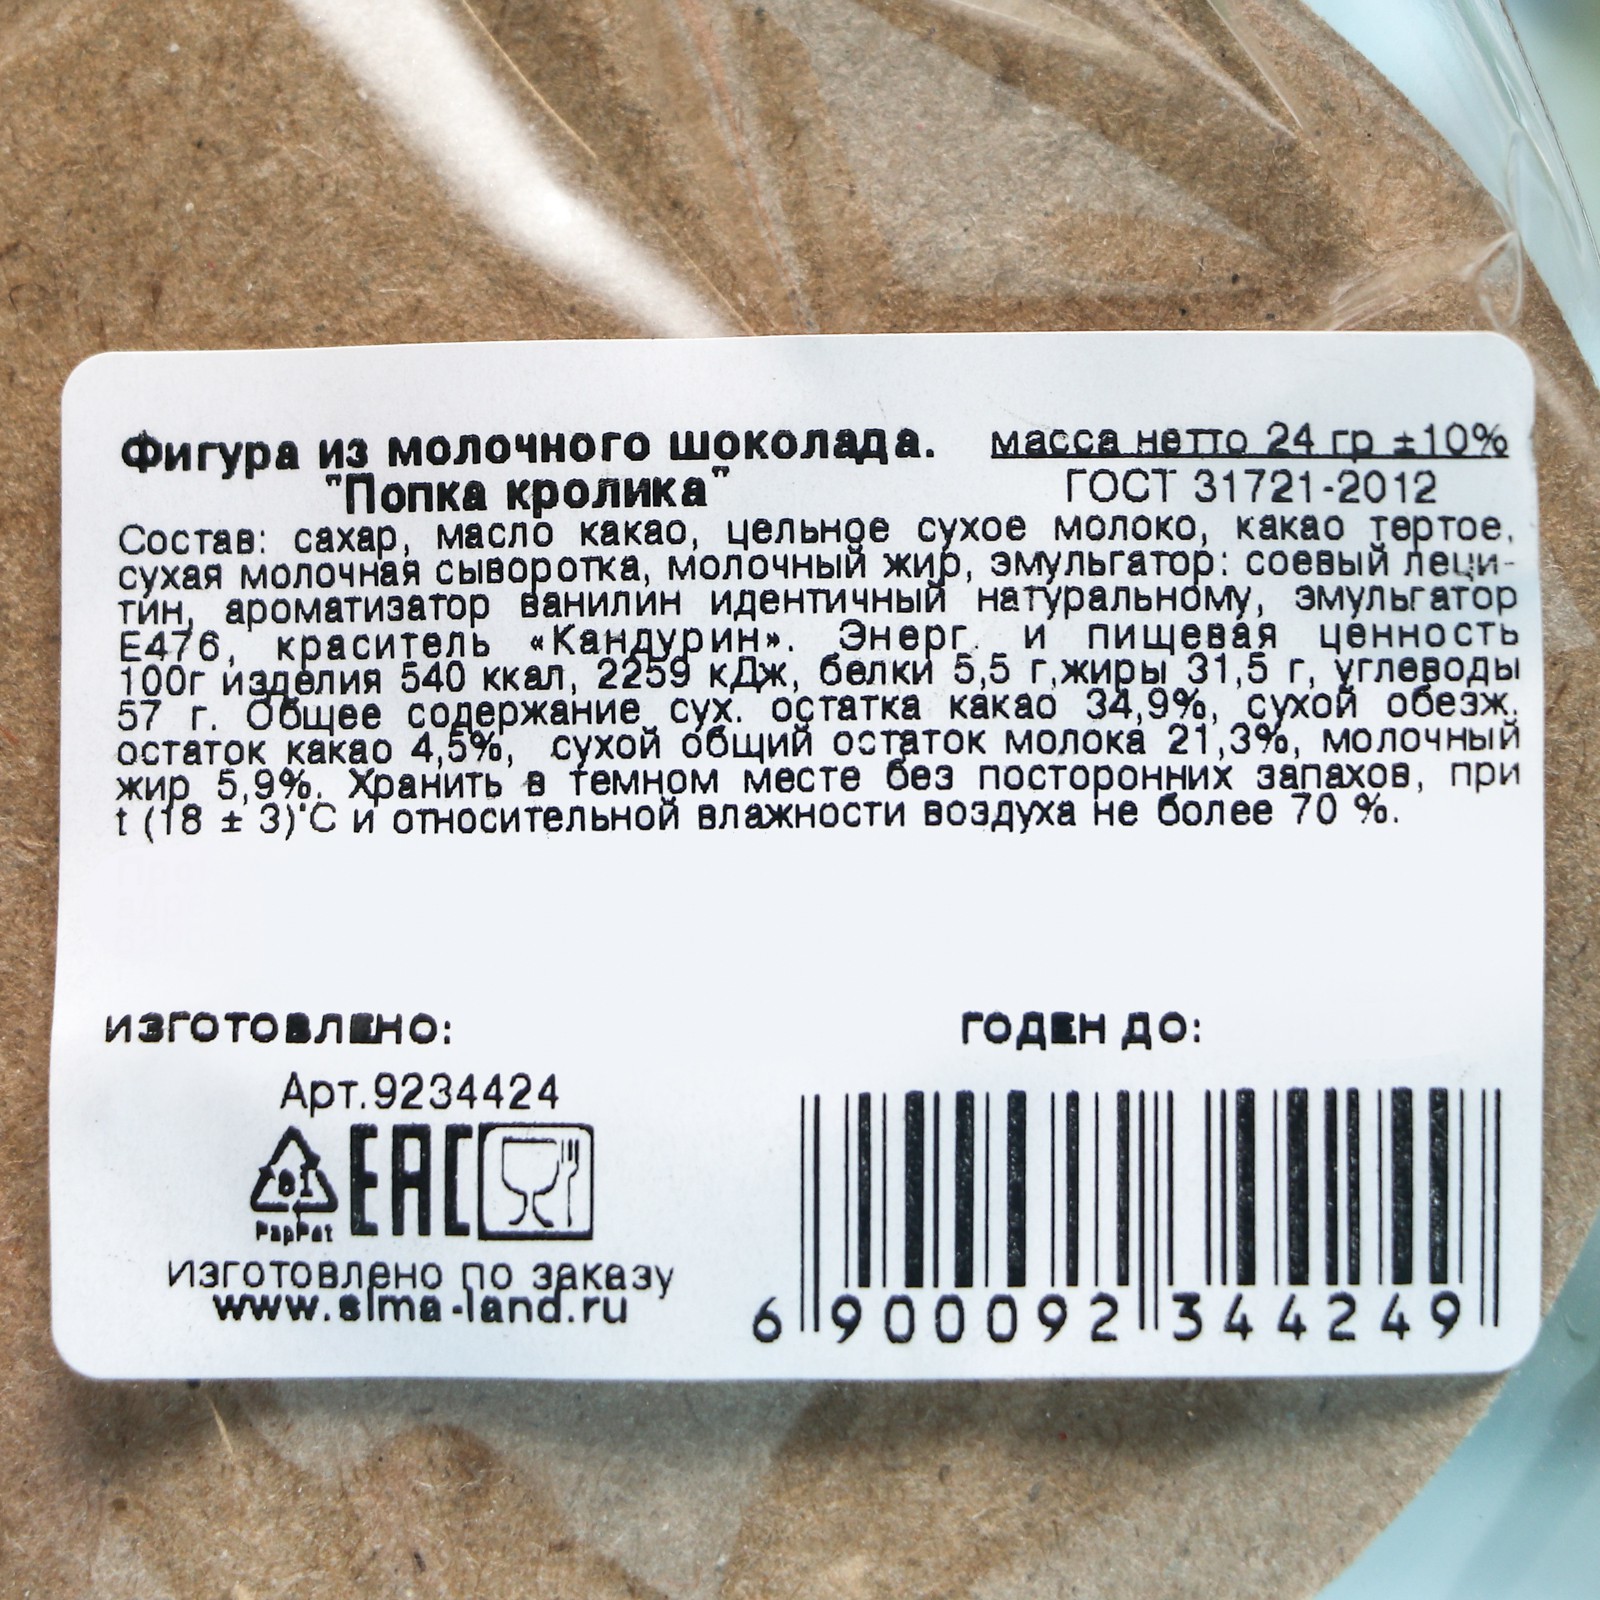 Фигура из молочного шоколада. масса нетто 24 гр ±10%
"Попка кролика" ГОСТ 31721-2012
Состав: сахар, масло какао, цельное сухое молоко, какао тертое,
сухая молочная сыворотка, молочный жир, эмульгатор: соевый леци-
тин, ароматизатор ванилин идентичный натуральному, эмульгатор
Е476, краситель «Кандурин». Энерг. и пищевая ценность
100г изделия 540 ккал, 2259 кДж, белки 5,5 г,жиры 31,5 г, углеводы
57 г. Общее содержание сух. остатка какао 34,9%, сухой обезж.
остаток какао 4,5%, сухой общий остаток молока 21,3%, молочный
жир 5,9%. Хранить в темном месте без посторонних запахов, при
t (18 ± 3)°С и относительной влажности воздуха не более 70 %.
ИЗГОТОВЛЕНО: ГОДЕН ДО:
Арт.9234424
81
PapPet
EAC
изготовлено по заказу
www.sima-land.ru
6 900092 344249